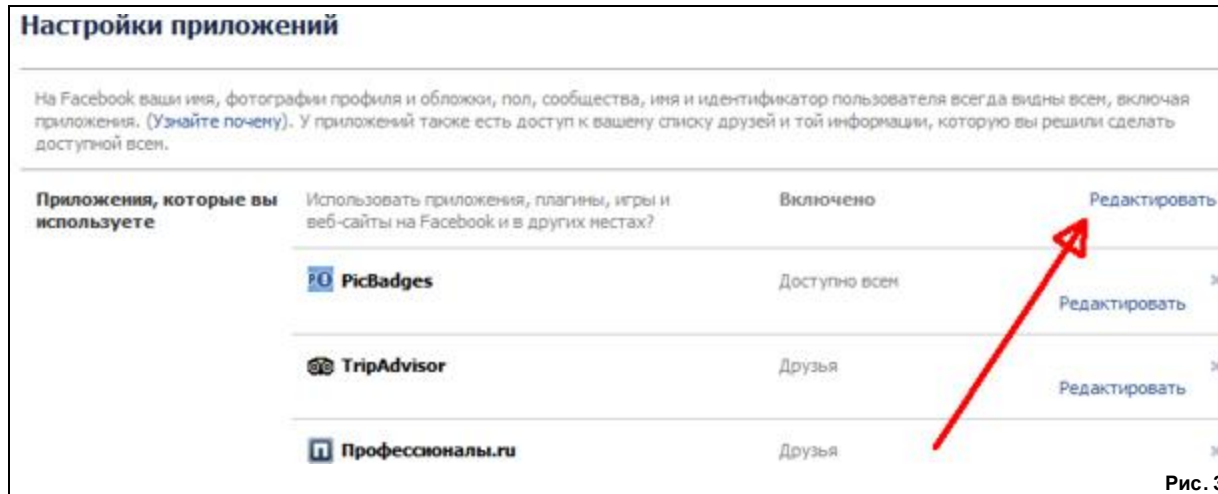 Настройки приложений
На Facebook ваши имя, фотографии профиля и обложки, пол, сообщества, имя и идентификатор пользователя всегда видны всем, включая
приложения. (Узнайте почему). У приложений также есть доступ к вашему списку друзей и той информации, которую вы решили сделать
доступной всем.
Приложения, которые вы используете
Использовать приложения, плагины, игры и
веб-сайты на Facebook и в других местах?
Включено
Редактировать
PicBadges
Доступно всем
Редактировать
TripAdvisor
Друзья
Редактировать
Профессионалы.ru
Друзья
Рис. 3